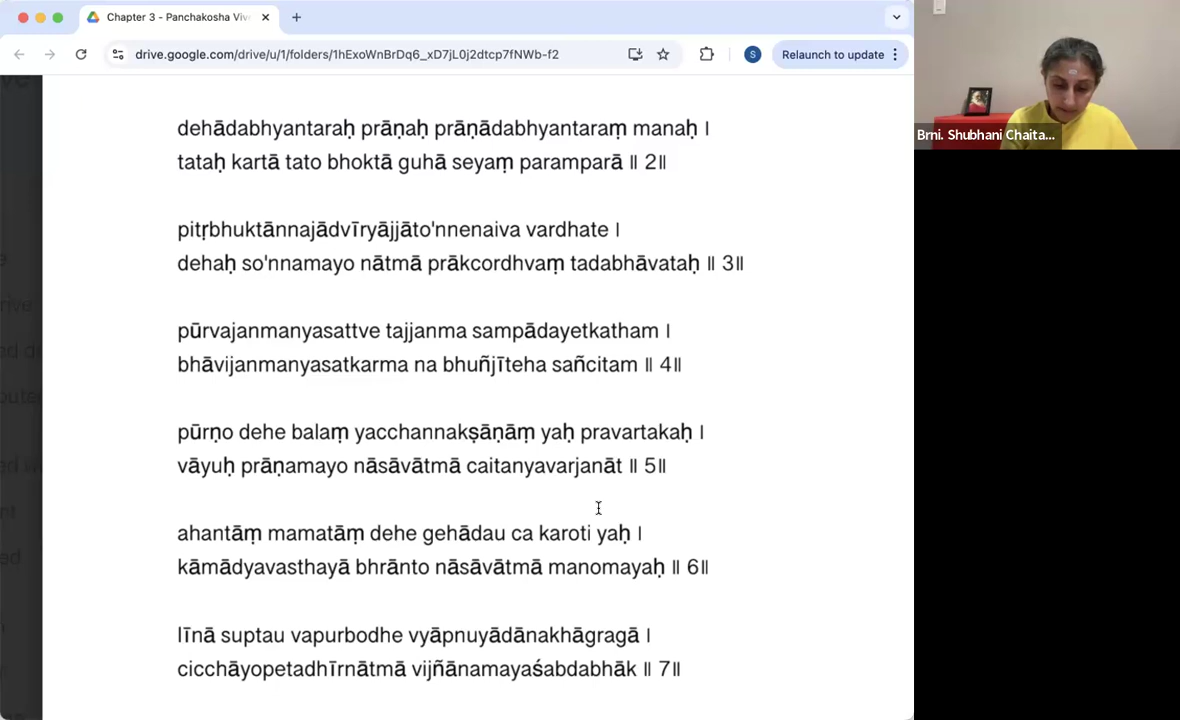 Chapter 3 - Panchakosha Viv
drive.google.com/drive/u/1/folders/1hExoWnBrDq6_xD7jL0j2dtcp7fNWb-f2
S
Relaunch to update
Brni. Shubhani Chaita...
dehādabhyantaraḥ prāṇaḥ prāṇādabhyantaraṃ manaḥ ।
tataḥ kartā tato bhoktā guhā seyaṃ paramparā ॥ 2॥
pitṛbhuktānnajādvīryājjāto'nnenaiva vardhate ।
dehaḥ so'nnamayo nātmā prākcordhvaṃ tadabhāvataḥ ॥ 3॥
pūrvajanmanyasattve tajjanma sampādayetkatham ।
bhāvijanmanyasatkarma na bhuñjīteha sañcitam ॥ 4॥
pūrṇo dehe balaṃ yacchannakṣāṇāṃ yaḥ pravartakaḥ ।
vāyuḥ prāṇamayo nāsāvātmā caitanyavarjanāt ॥ 5॥
ahantāṃ mamatāṃ dehe gehādau ca karoti yaḥ ।
kāmādyavasthayā bhrānto nāsāvātmā manomayaḥ ॥ 6॥
līnā suptau vapurbodhe vyāpnuyādānakhāgragā ।
cicchāyopetadhīrnātmā vijñānamayaśabdabhāk ॥ 7॥